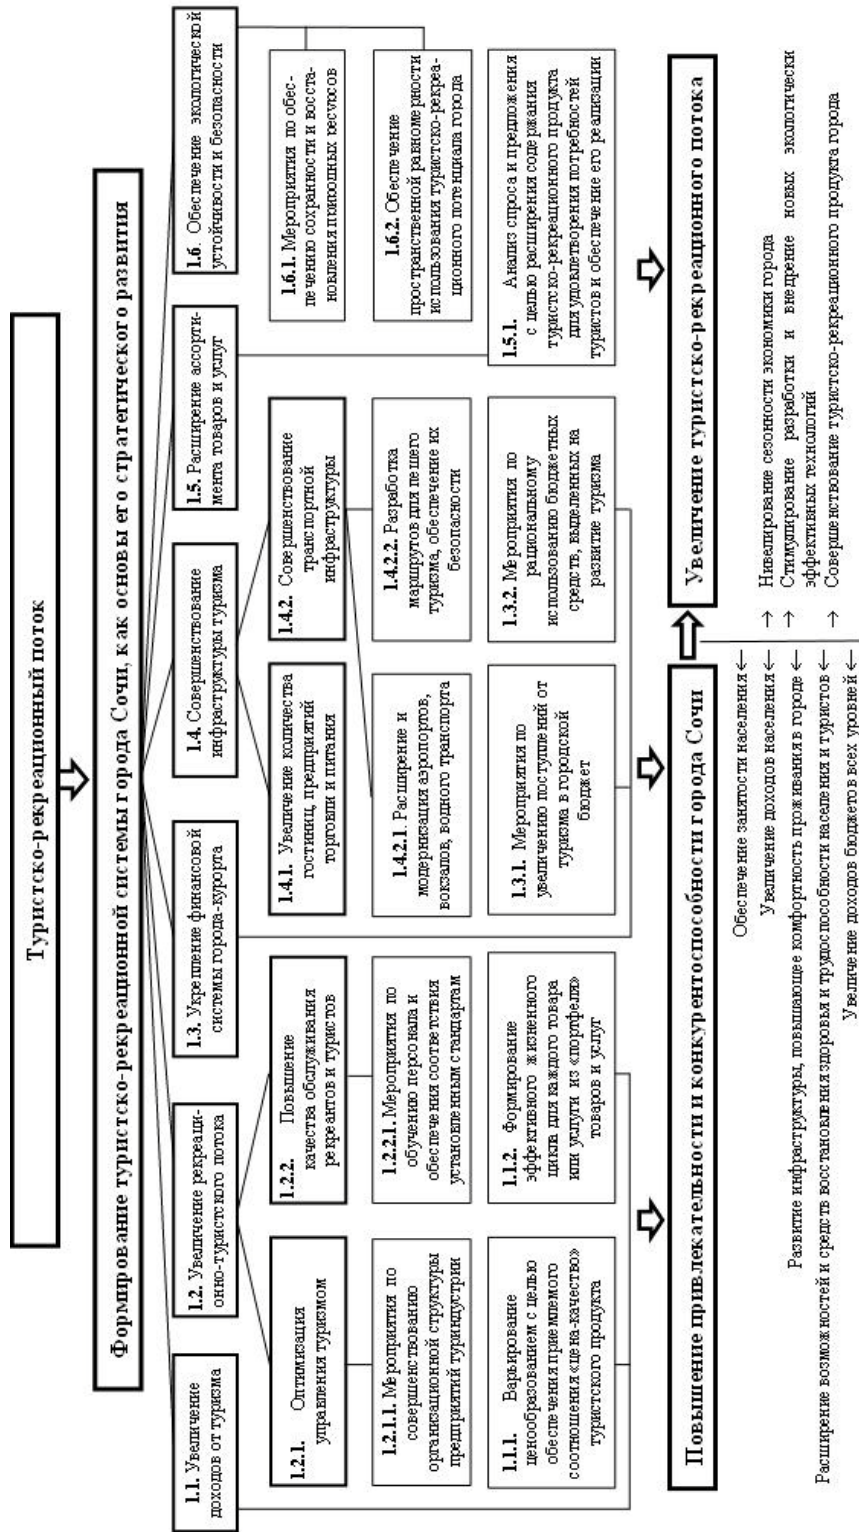 Туристско-рекреационный поток
Формирование туристско-рекреационной системы города Сочи, как основы его стратегического развития
1.1. Увеличение
доходов от туризма
1.2. Увеличение рекреаци-
онно-туристского потока
1.3. Укрепление финансовой
системы города-курорта
1.4. Совершенствование
инфраструктуры туризма
1.5. Расширение ассорти-
мента товаров и услуг
1.6. Обеспечение экологической
устойчивости и безопасности
1.2.1. Оптимизация
управления туризмом
1.2.2. Повышение
качества обслуживания
рекреантов и туристов
1.4.1. Увеличение количества
гостиниц, предприятий
торговли и питания
1.4.2. Совершенствование
транспортной
инфраструктуры
1.6.1. Мероприятия по обес-
печению сохранности и восста-
новления природных ресурсов
1.2.1.1. Мероприятия по
совершенствованию
организационной структуры
предприятий туриндустрии
1.2.2.1. Мероприятия по
обучению персонала и
обеспечения соответствия
установленным стандартам
1.4.2.1. Расширение и
модернизация аэропортов,
вокзалов, водного транспорта
1.4.2.2. Разработка
маршрутов для пешего
туризма, обеспечение их
безопасности
1.6.2. Обеспечение
пространственной равномерности
использования туристско-рекреа-
ционного потенциала города
1.1.1. Варьирование
ценообразованием с целью
обеспечения приемлемого
соотношения «цена-качество»
туристского продукта
1.1.2. Формирование
эффективного жизненного
цикла для каждого товара
или услуги из «портфеля»
товаров и услуг
1.3.1. Мероприятия по
увеличению поступлений от
туризма в городской
бюджет
1.3.2. Мероприятия по
рациональному
использованию бюджетных
средств, выделенных на
развитие туризма
1.5.1. Анализ спроса и предложения
с целью расширения содержания
туристско-рекреационного продукта
для удовлетворения потребностей
туристов и обеспечение его реализации
Повышение привлекательности и конкурентоспособности города Сочи
Увеличение туристско-рекреационного потока
Обеспечение занятости населения
Увеличение доходов населения
Развитие инфраструктуры, повышающее комфортность проживания в городе
Расширение возможностей и средств восстановления здоровья и трудоспособности населения и туристов
Увеличение доходов бюджетов всех уровней
Нивелирование сезонности экономики города
Стимулирование разработки и внедрение новых экологически
эффективных технологий
Совершенствование туристско-рекреационного продукта города